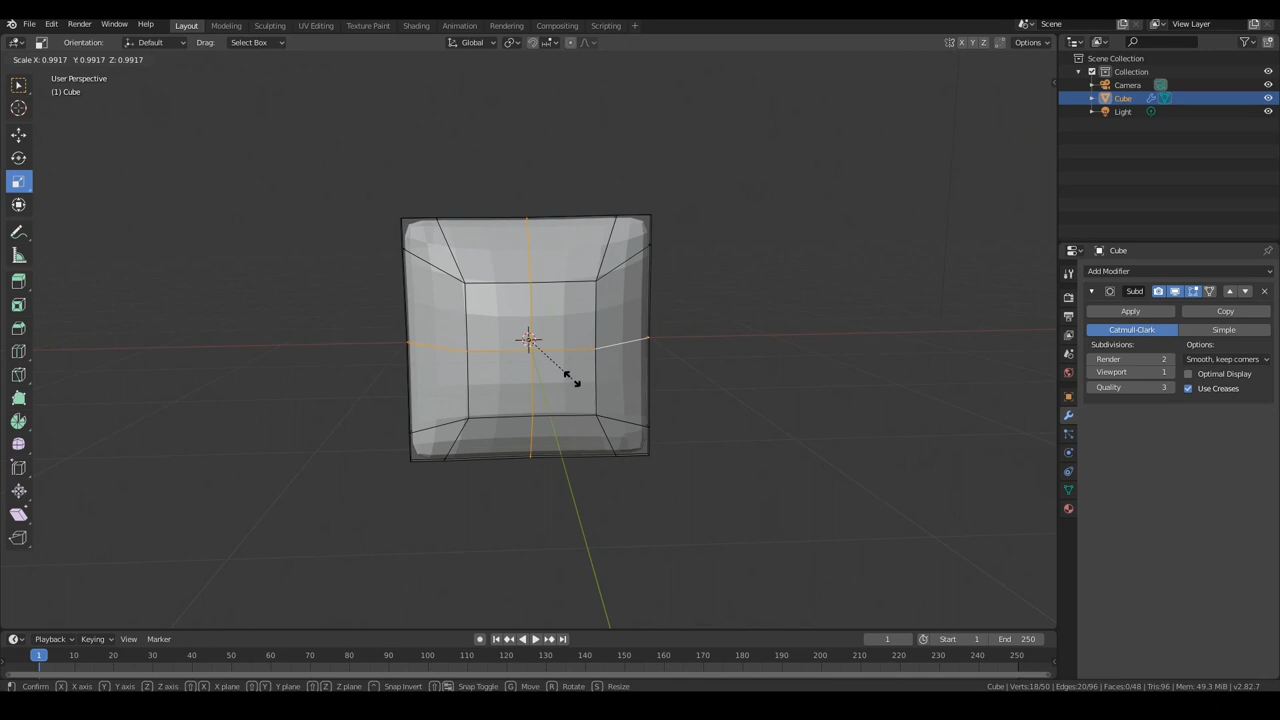 File Edit Render Window Help Layout Modeling Sculpting UV Editing Texture Paint Shading Animation Rendering Compositing Scripting + Scene View Layer
Orientation: Default Drag: Select Box Global X Y Z Options
Scale X: 0.9917 Y: 0.9917 Z: 0.9917
User Perspective
(1) Cube
Scene Collection
Collection
Camera
Cube
Light
Cube
Add Modifier
Subd
Apply Copy
Catmull-Clark Simple
Subdivisions: Options:
Render 2 Smooth, keep corners
Viewport 1 Optimal Display
Quality 3 Use Creases
Playback Keying View Marker 1 Start 1 End 250
1 10 20 30 40 50 60 70 80 90 100 110 120 130 140 150 160 170 180 190 200 210 220 230 240 250
Confirm X X axis Y Y axis Z Z axis X X plane Y Y plane Z Z plane Snap Invert Snap Toggle G Move R Rotate S Resize Cube | Verts:18/50 | Edges:20/96 | Faces:0/48 | Tris:96 | Mem: 49.3 MiB | v2.82.7